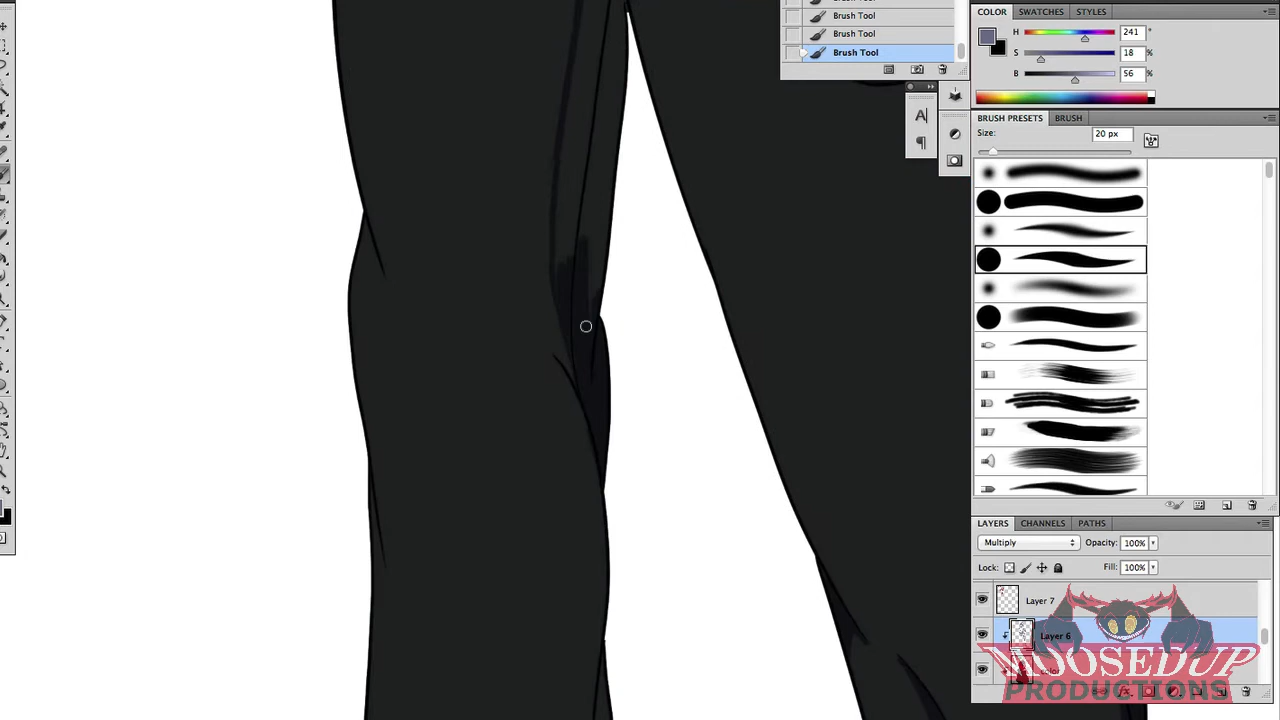 Brush Tool
Brush Tool
Brush Tool
COLOR SWATCHES STYLES
H 241 °
S 18 %
B 56 %
BRUSH PRESETS BRUSH
Size: 20 px
A
LAYERS CHANNELS PATHS
Multiply Opacity: 100%
Lock: Fill: 100%
Layer 7
Layer 6
MOOSEDUP
PRODUCTIONS